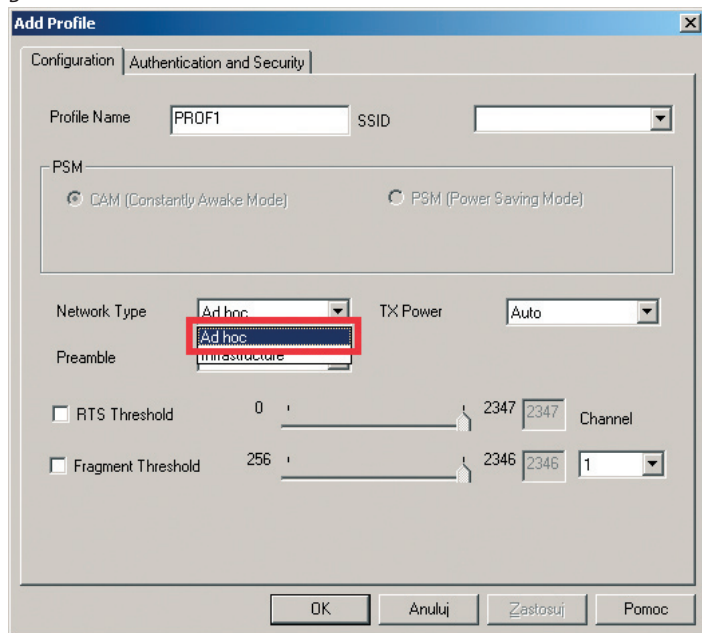 Add Profile
Configuration Authentication and Security
Profile Name PROF1 SSID
PSM
CAM (Constantly Awake Mode) PSM (Power Saving Mode)
Network Type Ad hoc TX Power Auto
Ad hoc
Infrastructure
Preamble
RTS Threshold 0 2347 2347 Channel
Fragment Threshold 256 2346 2346 1
OK Anuluj Zastosuj Pomoc